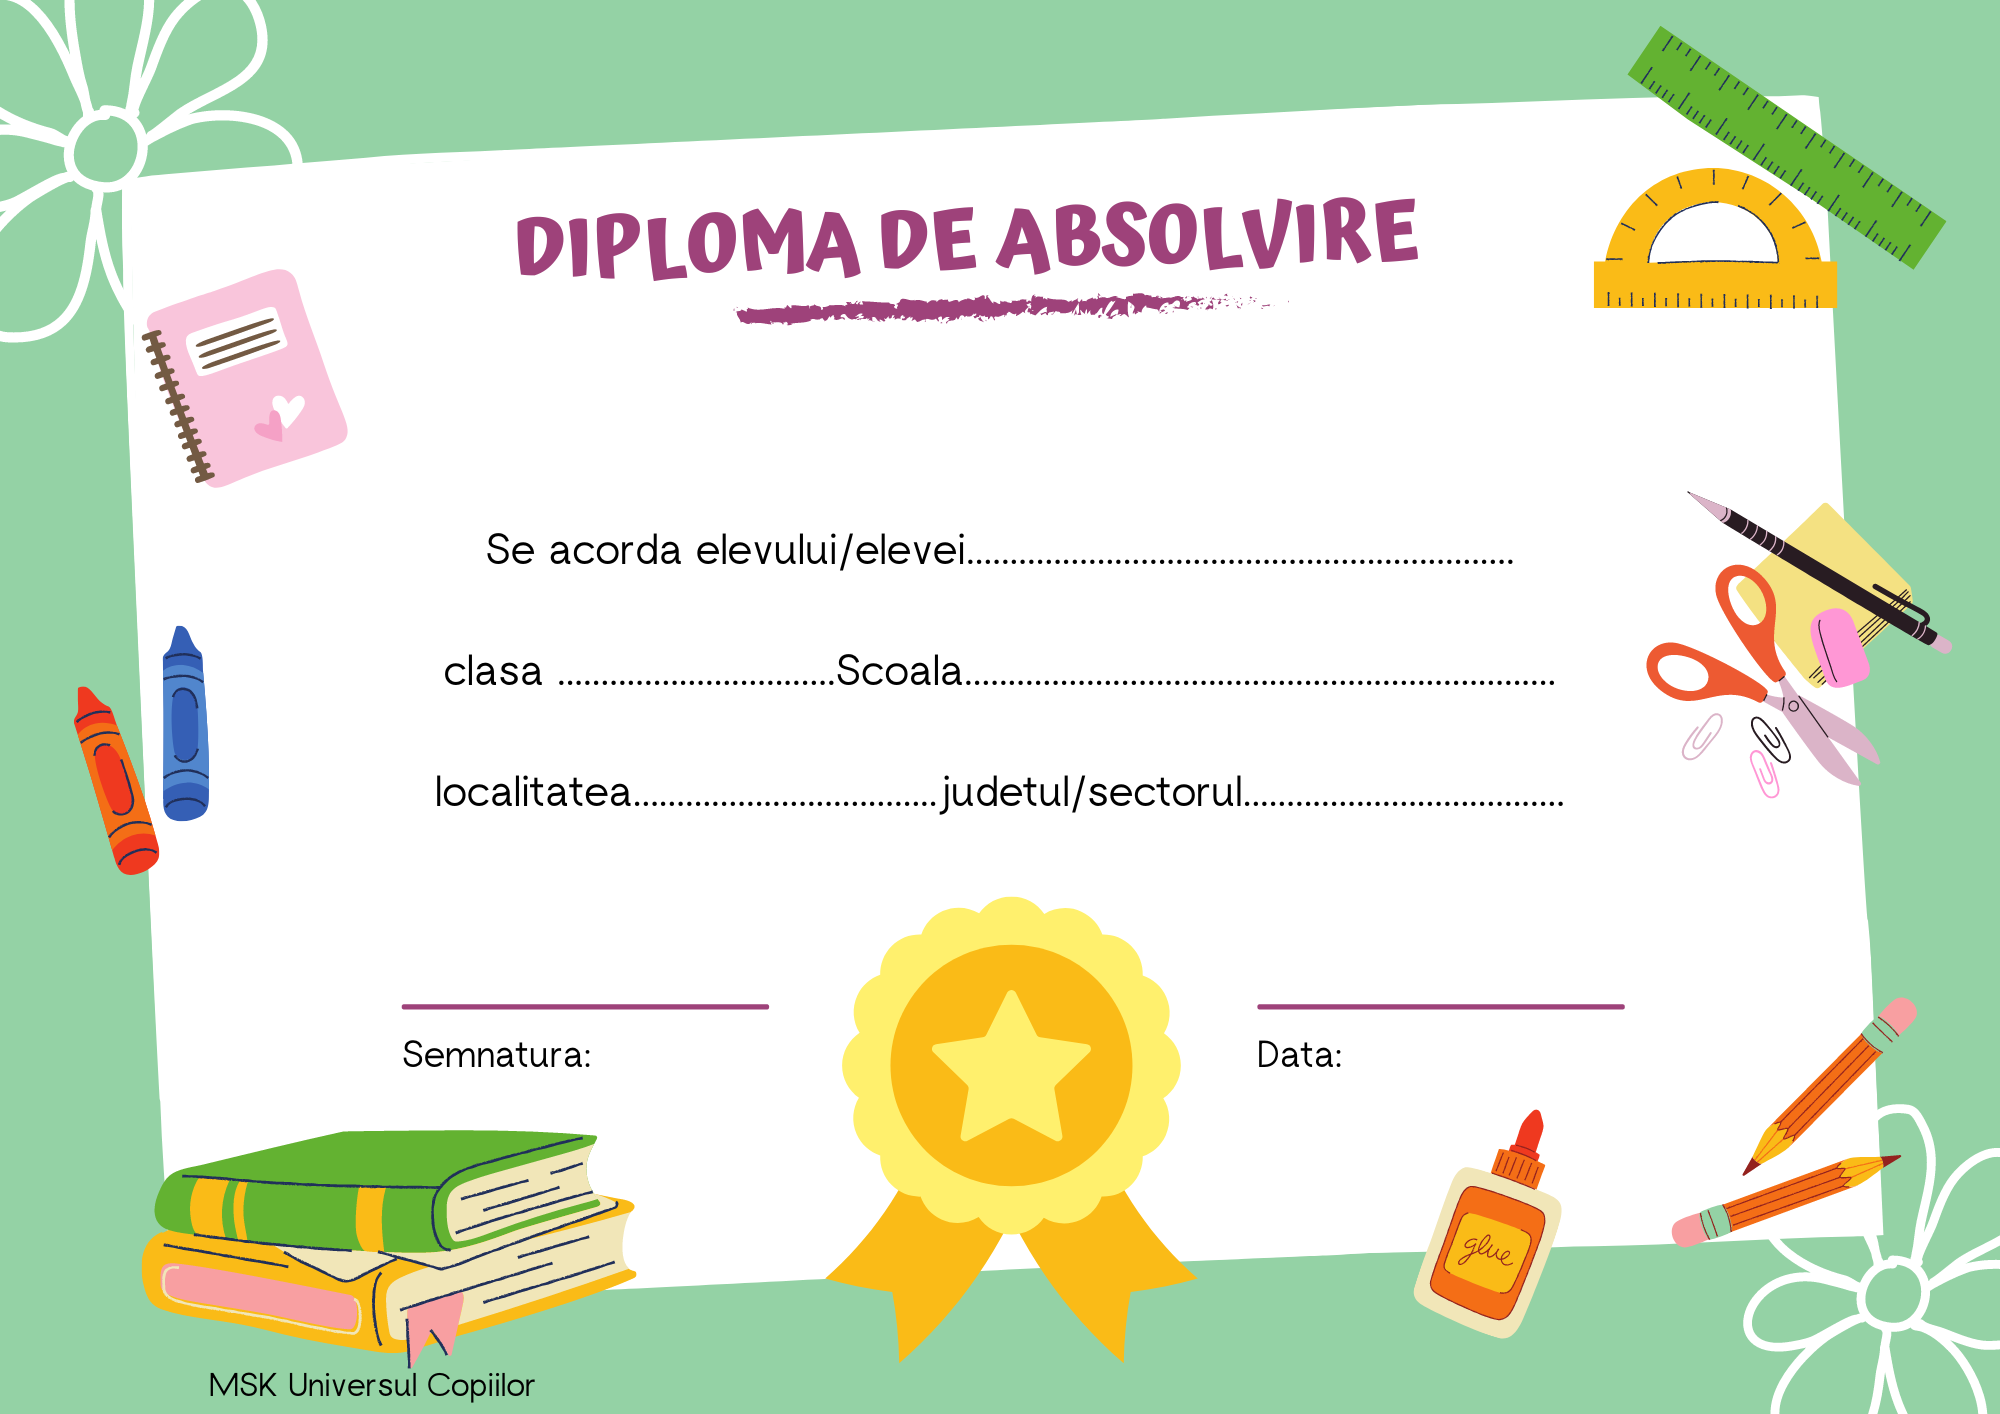 DIPLOMA DE ABSOLVIRE
Se acorda elevului/elevei...............................................................
clasa ................................Scoala....................................................................
localitatea...................................judetul/sectorul.....................................
Semnatura:
Data:
glue
MSK Universul Copiilor